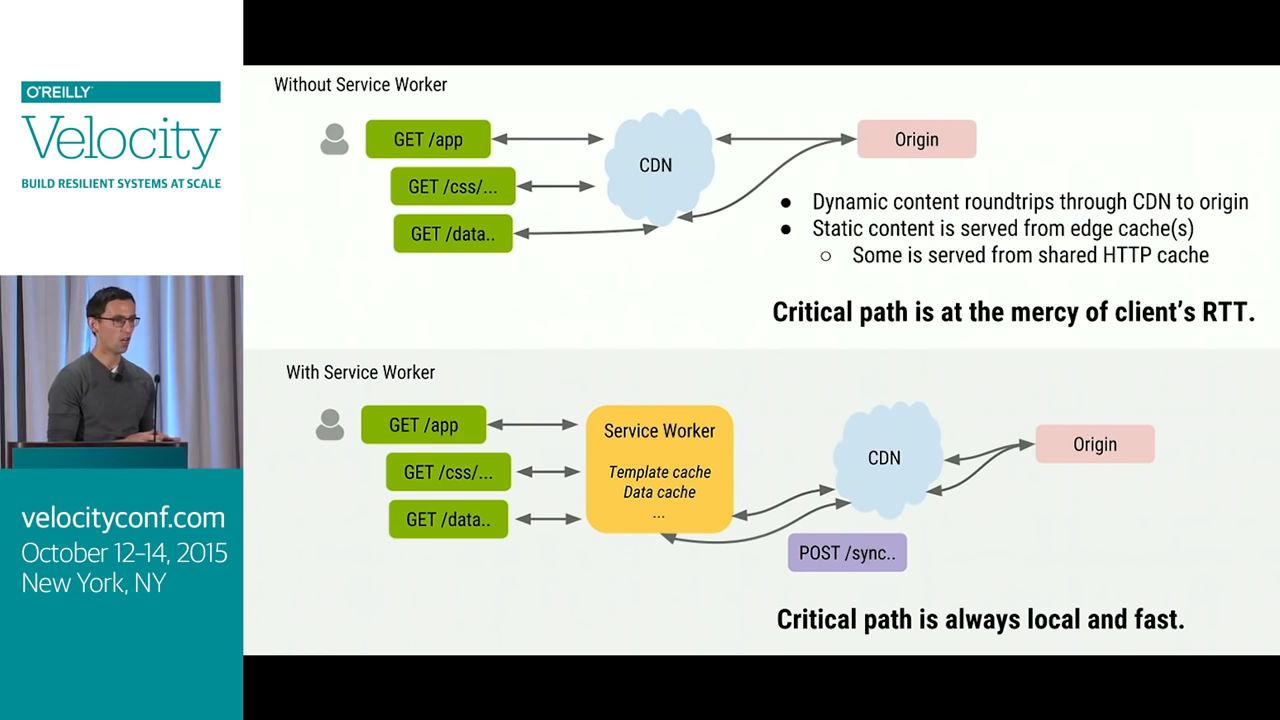 O'REILLY
Velocity
BUILD RESILIENT SYSTEMS AT SCALE
velocityconf.com
October 12–14, 2015
New York, NY
Without Service Worker
GET /app
GET /css/...
GET /data..
CDN
Origin
● Dynamic content roundtrips through CDN to origin
● Static content is served from edge cache(s)
○ Some is served from shared HTTP cache
Critical path is at the mercy of client's RTT.
With Service Worker
GET /app
GET /css/...
GET /data..
Service Worker
Template cache
Data cache
...
CDN
Origin
POST /sync..
Critical path is always local and fast.